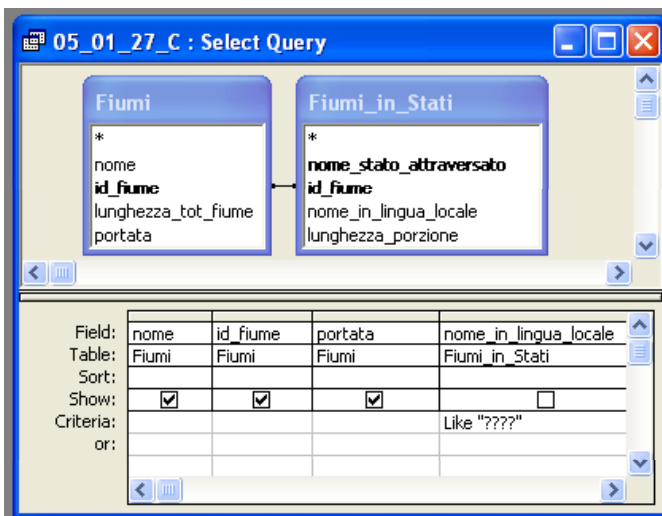 05_01_27_C : Select Query
Fiumi
*
nome
id_fiume
lunghezza_tot_fiume
portata
Fiumi_in_Stati
*
nome_stato_attraversato
id_fiume
nome_in_lingua_locale
lunghezza_porzione
Field: nome id_fiume portata nome_in_lingua_locale
Table: Fiumi Fiumi Fiumi Fiumi_in_Stati
Sort:
Show:
Criteria: Like "????"
or: